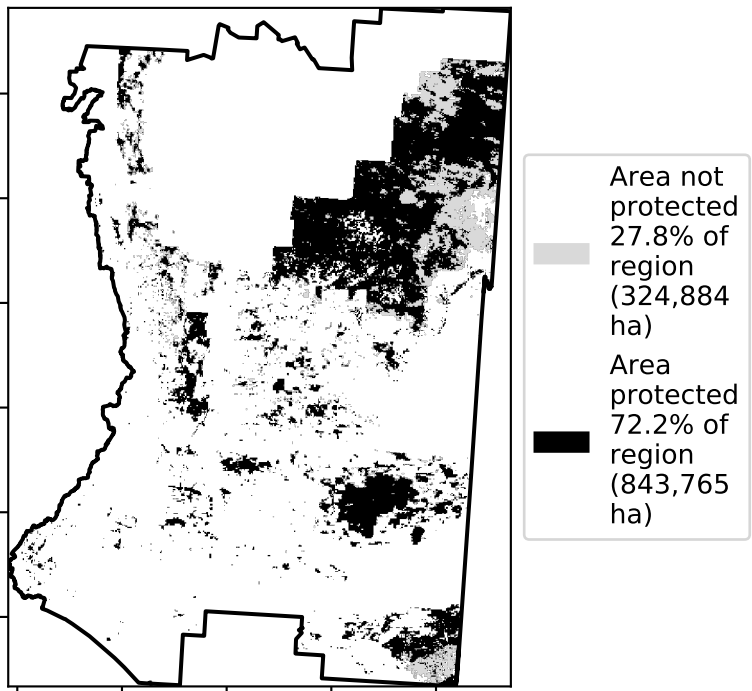 Area not
protected
27.8% of
region
(324,884
ha)
Area
protected
72.2% of
region
(843,765
ha)